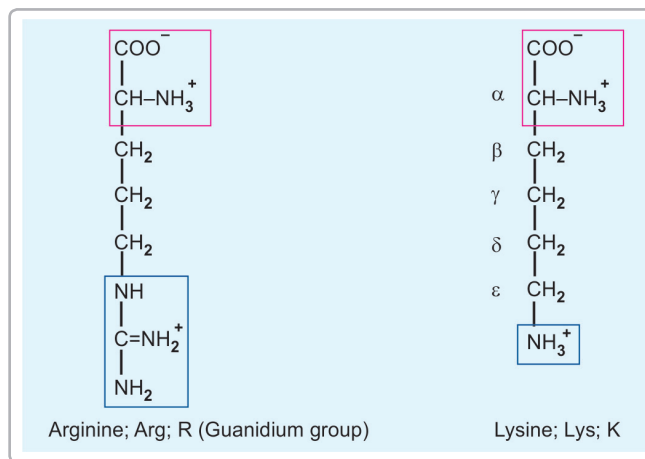 COO⁻
CH–NH₃⁺
CH₂
CH₂
CH₂
NH
C=NH₂⁺
NH₂
Arginine; Arg; R (Guanidium group)
COO⁻
α CH–NH₃⁺
β CH₂
γ CH₂
δ CH₂
ε CH₂
NH₃⁺
Lysine; Lys; K